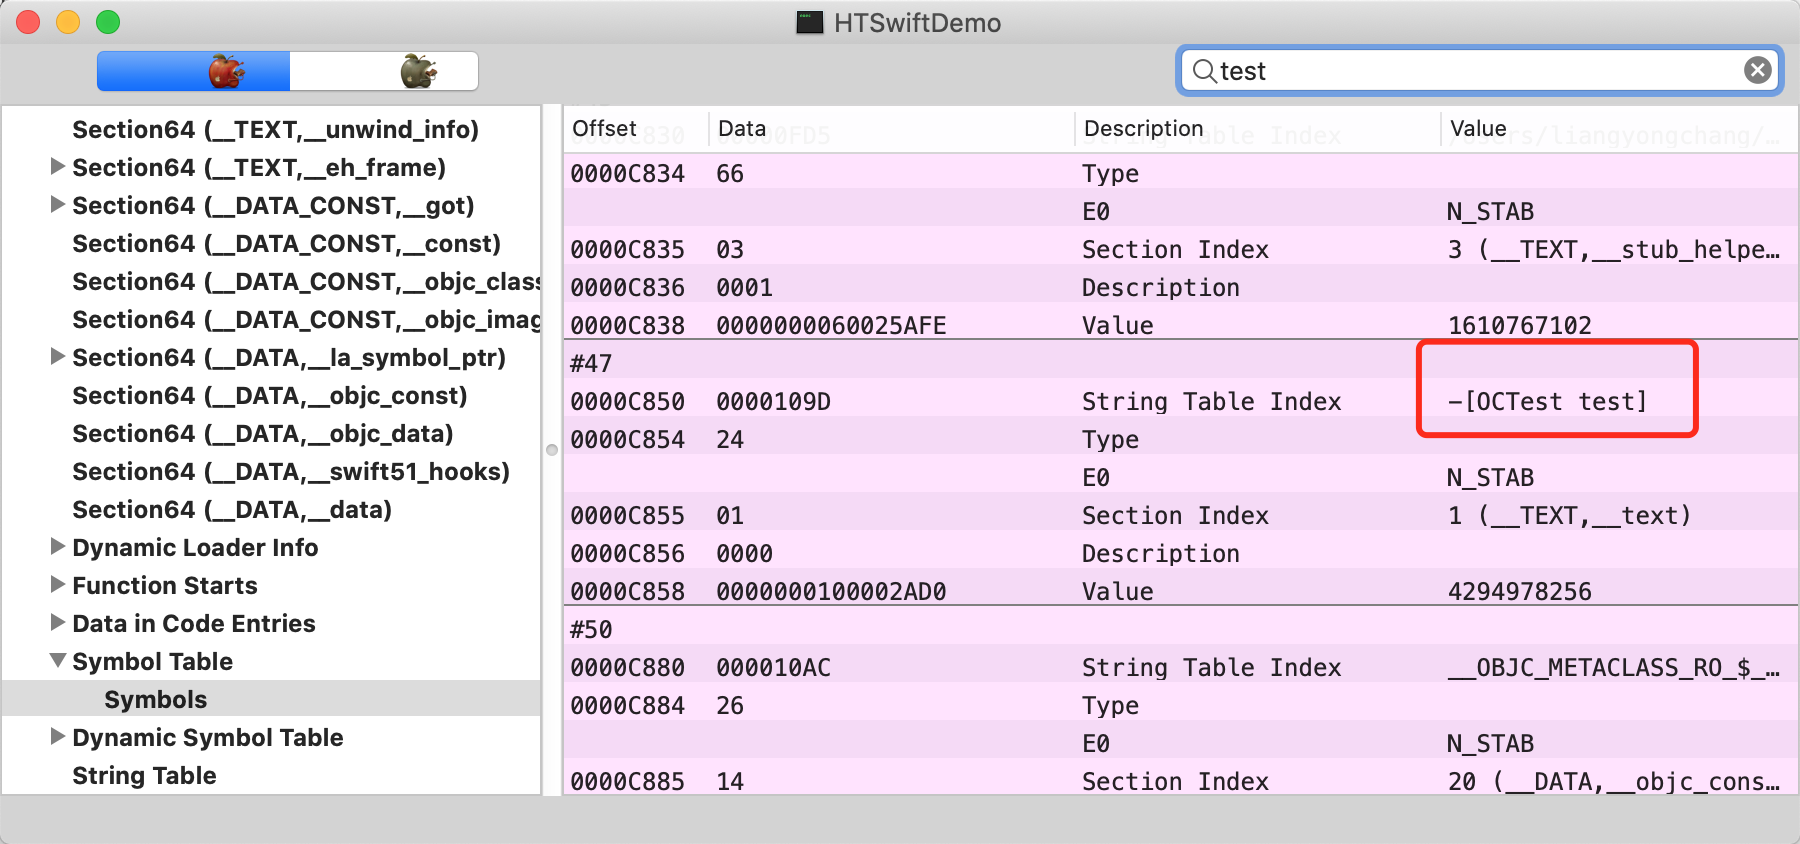 HTSwiftDemo
test
Section64 (__TEXT,__unwind_info)
Section64 (__TEXT,__eh_frame)
Section64 (__DATA_CONST,__got)
Section64 (__DATA_CONST,__const)
Section64 (__DATA_CONST,__objc_class
Section64 (__DATA_CONST,__objc_imag
Section64 (__DATA,__la_symbol_ptr)
Section64 (__DATA,__objc_const)
Section64 (__DATA,__objc_data)
Section64 (__DATA,__swift51_hooks)
Section64 (__DATA,__data)
Dynamic Loader Info
Function Starts
Data in Code Entries
Symbol Table
Symbols
Dynamic Symbol Table
String Table
Offset Data Description Value
0000C834 66 Type
E0 N_STAB
0000C835 03 Section Index 3 (__TEXT,__stub_helpe…
0000C836 0001 Description
0000C838 0000000060025AFE Value 1610767102
#47
0000C850 0000109D String Table Index -[OCTest test]
0000C854 24 Type
E0 N_STAB
0000C855 01 Section Index 1 (__TEXT,__text)
0000C856 0000 Description
0000C858 0000000100002AD0 Value 4294978256
#50
0000C880 000010AC String Table Index __OBJC_METACLASS_RO_$_…
0000C884 26 Type
E0 N_STAB
0000C885 14 Section Index 20 (__DATA,__objc_cons…